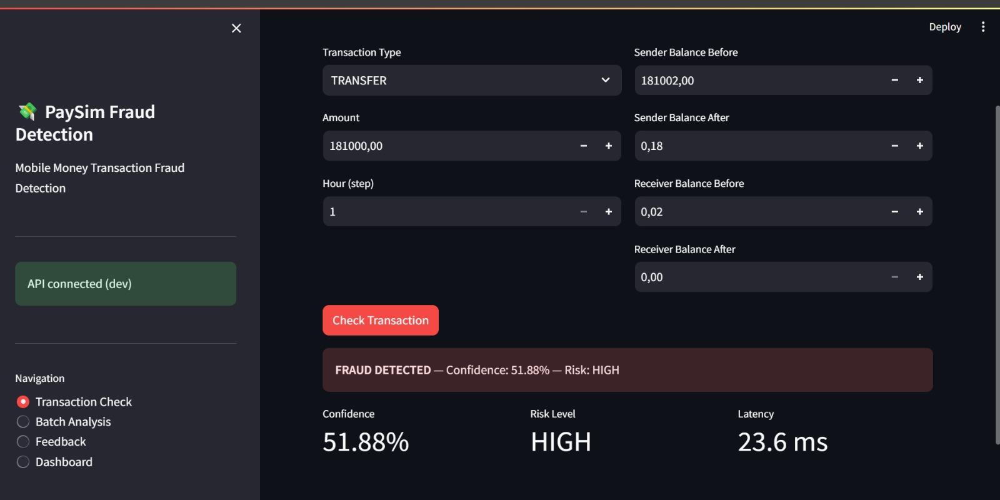 Deploy
💸 PaySim Fraud
Detection
Mobile Money Transaction Fraud
Detection
API connected (dev)
Navigation
Transaction Check
Batch Analysis
Feedback
Dashboard
Transaction Type
TRANSFER
Amount
181000,00
Hour (step)
1
Sender Balance Before
181002,00
Sender Balance After
0,18
Receiver Balance Before
0,02
Receiver Balance After
0,00
Check Transaction
FRAUD DETECTED — Confidence: 51.88% — Risk: HIGH
Confidence
51.88%
Risk Level
HIGH
Latency
23.6 ms